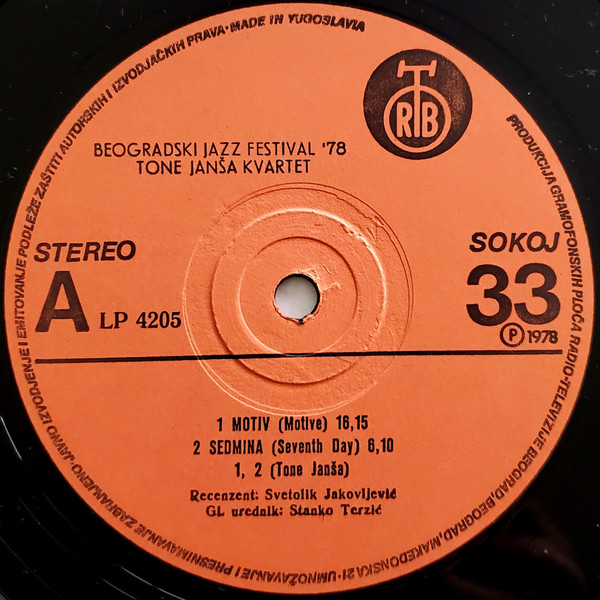 PRODUKCIJA GRAMOFONSKIH PLOČA RADIO-TELEVIZIJE BEOGRAD, BEOGRAD, MAKEDONSKA 21 · UMNOŽAVANJE I PRESNIMAVANJE ZABRANJENO · JAVNO IZVODJENJE I EMITOVANJE PODLEŽE ZAŠTITI AUTORSKIH I IZVODJAČKIH PRAVA · MADE IN YUGOSLAVIA
RTB
BEOGRADSKI JAZZ FESTIVAL '78
TONE JANŠA KVARTET
STEREO
A LP 4205
SOKOJ
33
Ⓟ 1978
1 MOTIV (Motive) 16,15
2 SEDMINA (Seventh Day) 6,10
1, 2 (Tone Janša)
Recenzent: Svetolik Jakovljević
GL urednik: Stanko Terzić